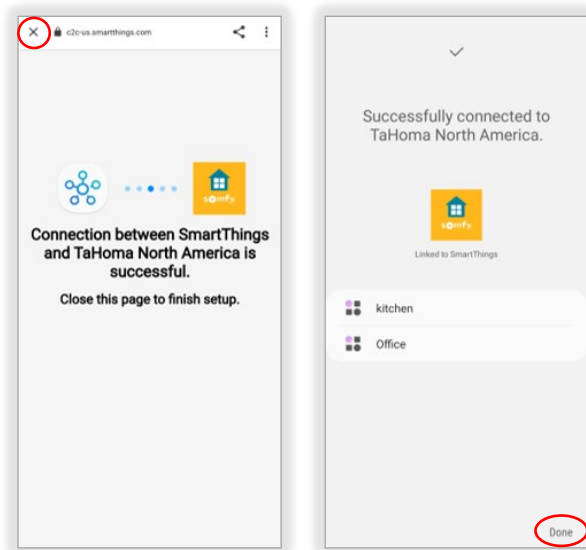 c2c-us.smartthings.com
somfy.
Connection between SmartThings
and TaHoma North America is
successful.
Close this page to finish setup.
Successfully connected to
TaHoma North America.
somfy.
Linked to SmartThings
kitchen
Office
Done